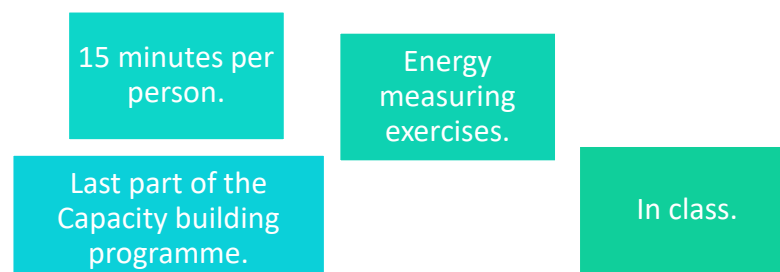 15 minutes per
person.
Energy
measuring
exercises.
Last part of the
Capacity building
programme.
In class.